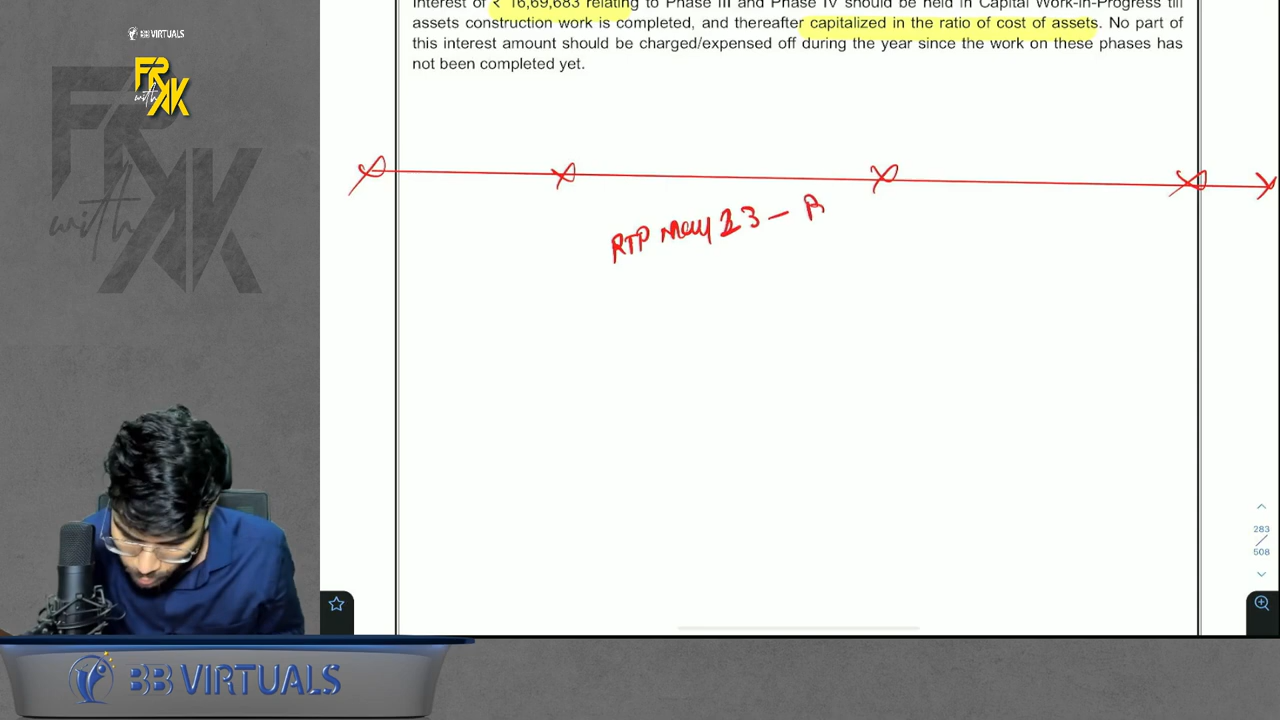 interest of ₹ 16,69,683 relating to Phase III and Phase IV should be held in Capital Work-in-Progress till
assets construction work is completed, and thereafter capitalized in the ratio of cost of assets. No part of
this interest amount should be charged/expensed off during the year since the work on these phases has
not been completed yet.
BB VIRTUALS
FR
with
AK
FR
with
AK
RTP May 23 –
283
/
508
BB VIRTUALS